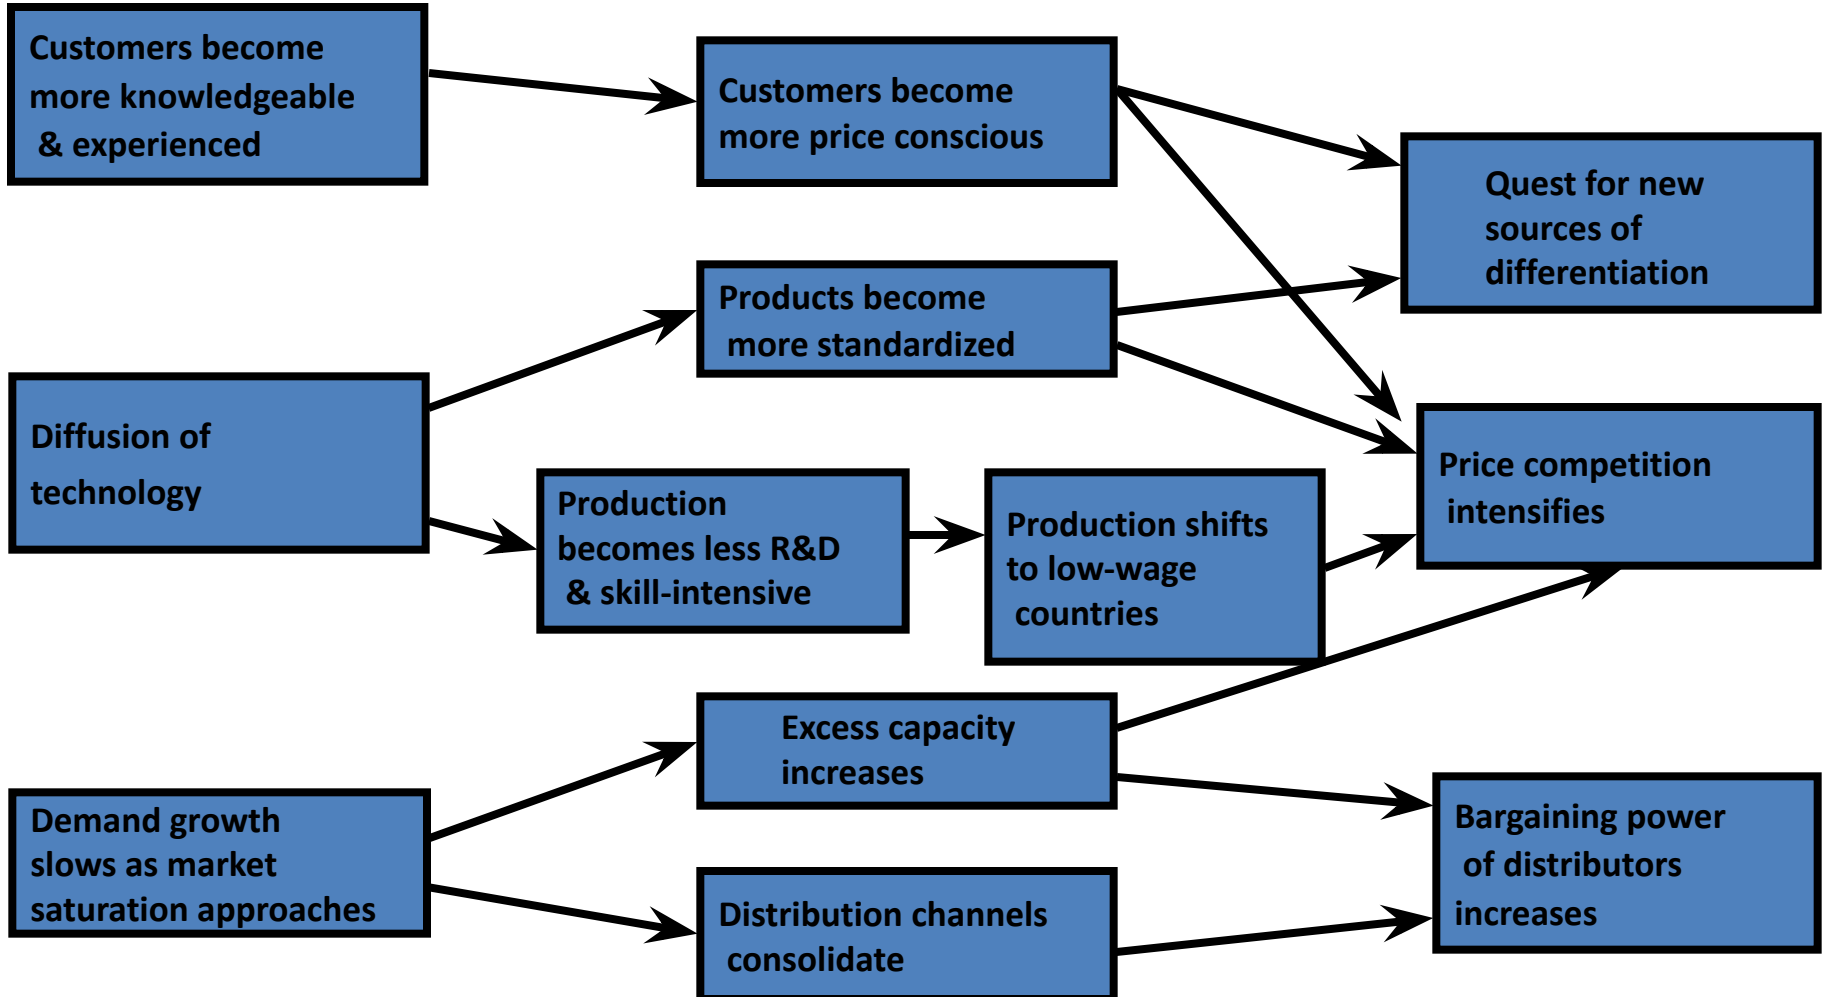 Customers become
more knowledgeable
& experienced
Customers become
more price conscious
Quest for new
sources of
differentiation
Products become
more standardized
Diffusion of
technology
Price competition
intensifies
Production
becomes less R&D
& skill-intensive
Production shifts
to low-wage
countries
Excess capacity
increases
Demand growth
slows as market
saturation approaches
Bargaining power
of distributors
increases
Distribution channels
consolidate